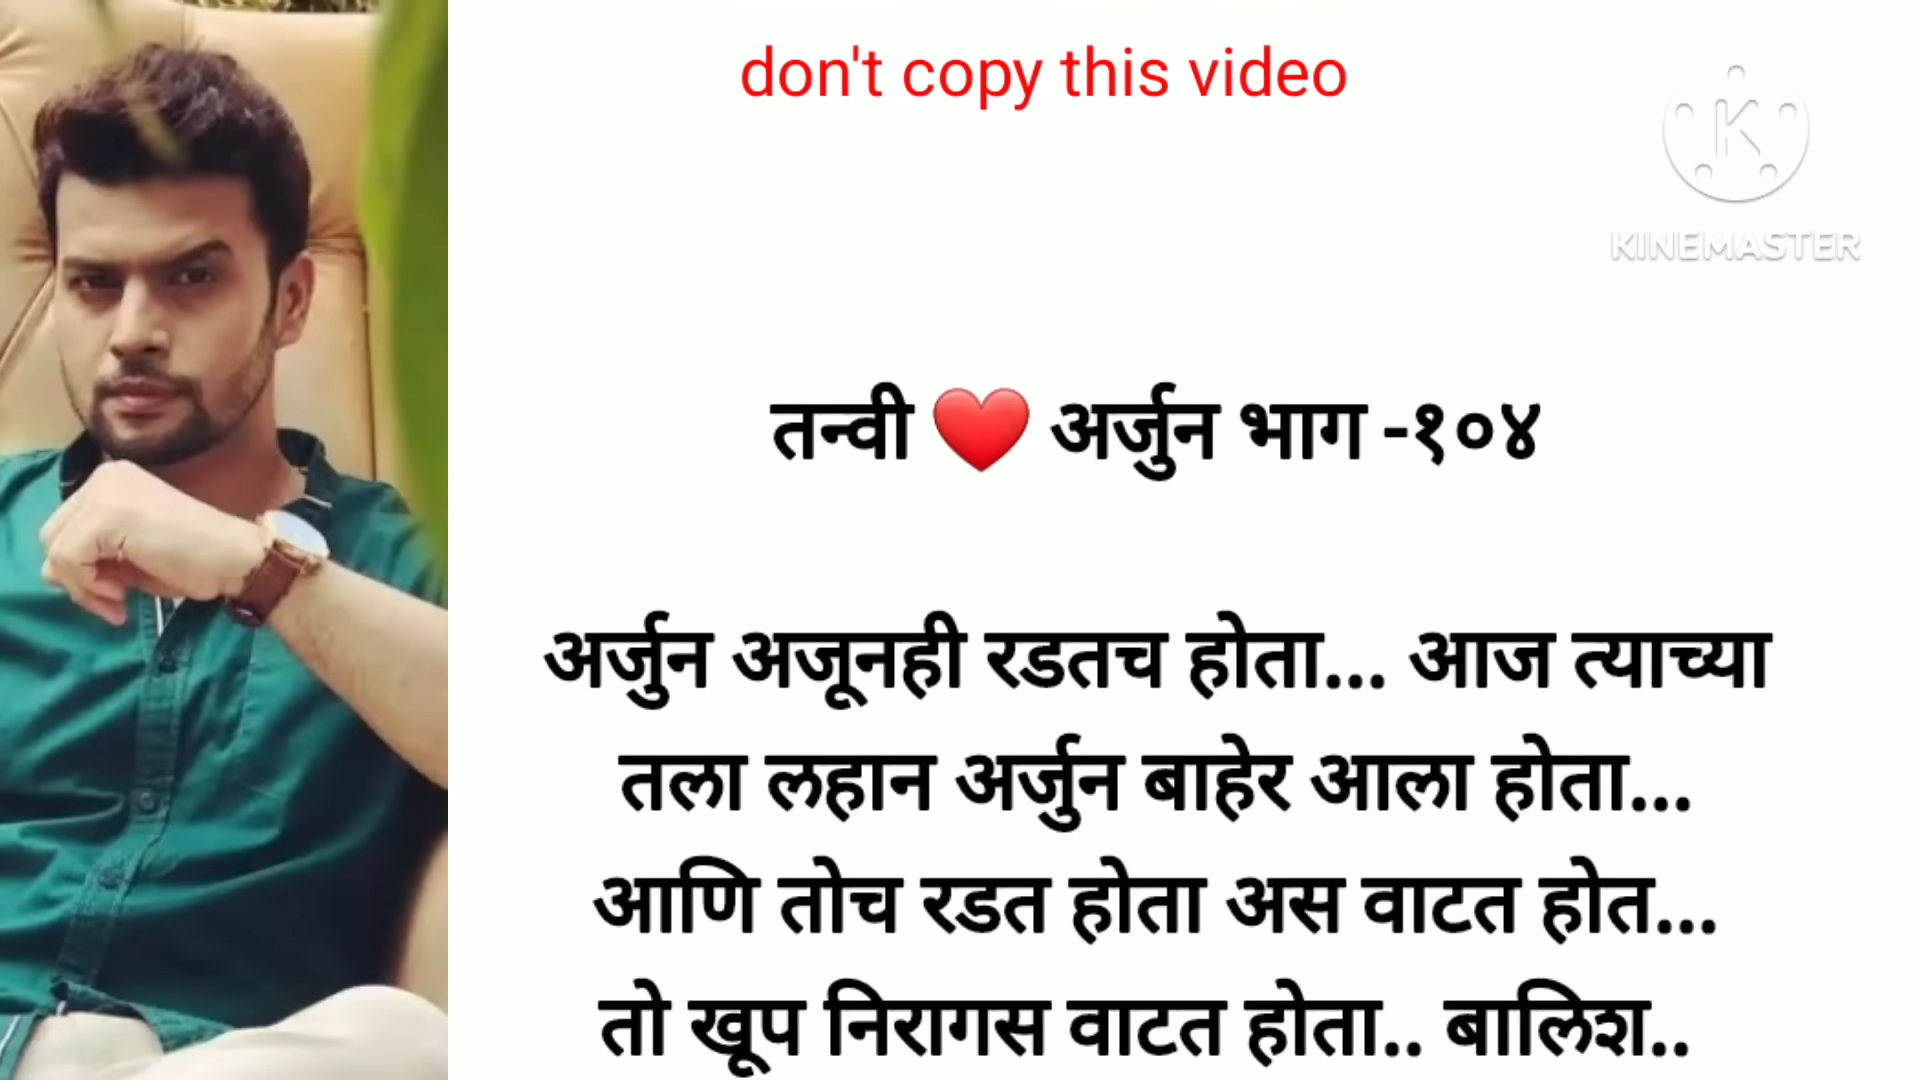 don't copy this video
KINEMASTER
तन्वी ❤️ अर्जुन भाग -१०४
अर्जुन अजूनही रडतच होता... आज त्याच्या
तला लहान अर्जुन बाहेर आला होता...
आणि तोच रडत होता अस वाटत होत...
तो खूप निरागस वाटत होता.. बालिश..